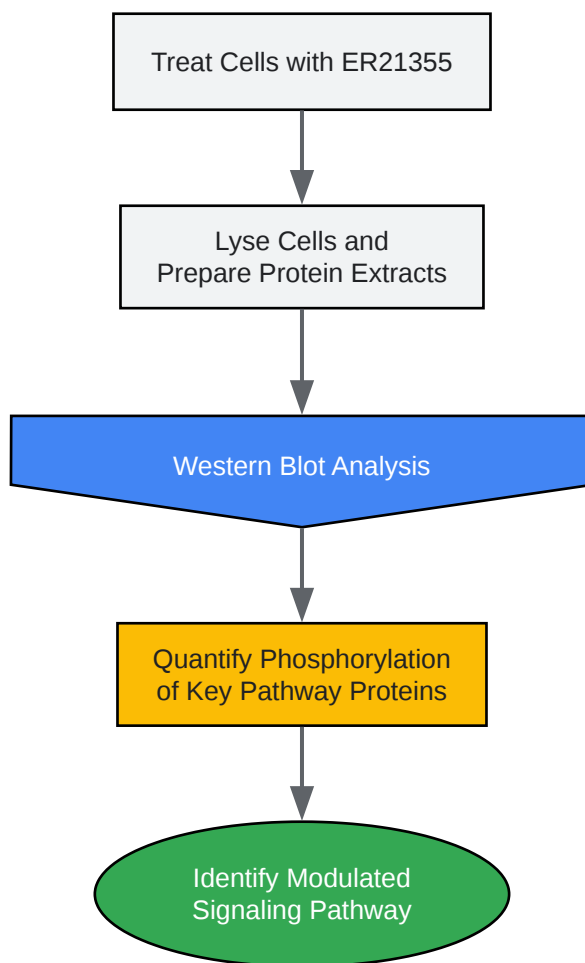 Treat Cells with ER21355
Lyse Cells and
Prepare Protein Extracts
Western Blot Analysis
Quantify Phosphorylation
of Key Pathway Proteins
Identify Modulated
Signaling Pathway